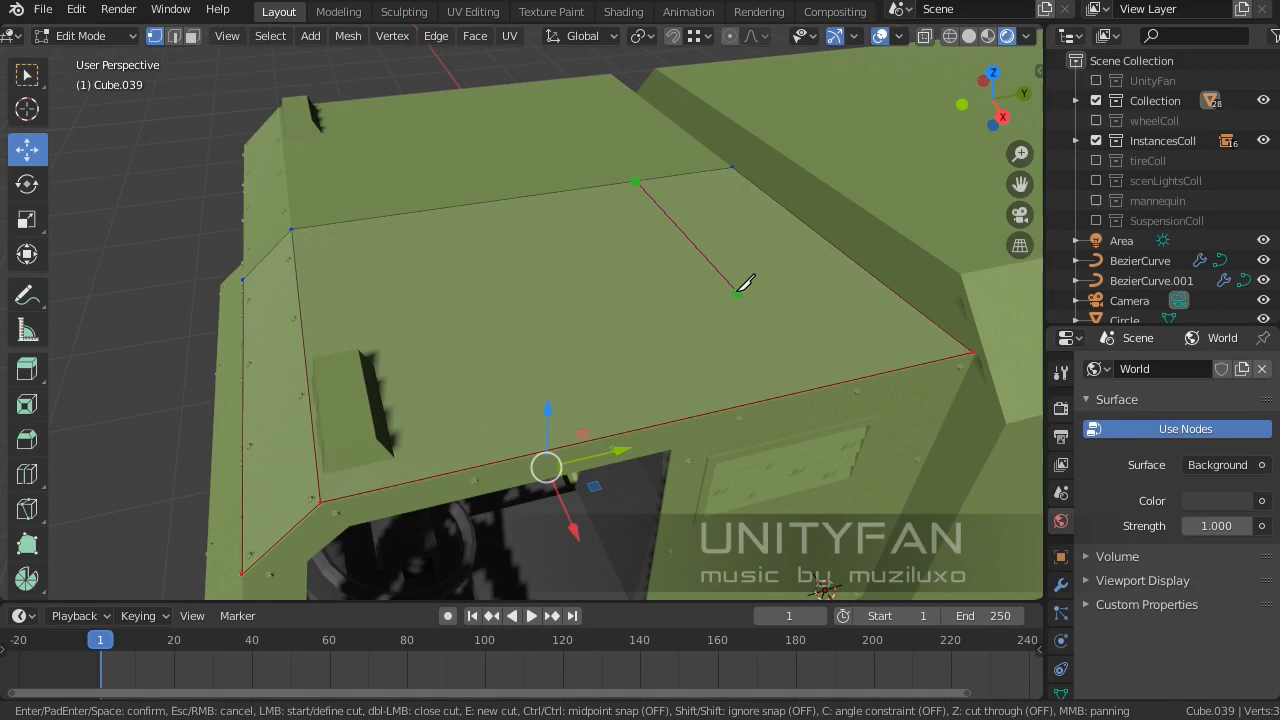 File Edit Render Window Help Layout Modeling Sculpting UV Editing Texture Paint Shading Animation Rendering Compositing Scene View Layer
Edit Mode View Select Add Mesh Vertex Edge Face UV Global
User Perspective
(1) Cube.039
Z
Y
X
Scene Collection
UnityFan
Collection 28
wheelColl
InstancesColl 16
tireColl
scenLightsColl
mannequin
SuspensionColl
Area
BezierCurve
BezierCurve.001
Camera
Circle
Scene World
World
Surface
Use Nodes
Surface Background
Color
Strength 1.000
Volume
Viewport Display
Custom Properties
UNITYFAN
music by muziluxo
Playback Keying View Marker 1 Start 1 End 250
-20 1 20 40 60 80 100 120 140 160 180 200 220 240
Enter/PadEnter/Space: confirm, Esc/RMB: cancel, LMB: start/define cut, dbl-LMB: close cut, E: new cut, Ctrl/Ctrl: midpoint snap (OFF), Shift/Shift: ignore snap (OFF), C: angle constraint (OFF), Z: cut through (OFF), MMB: panning Cube.039 | Verts:3